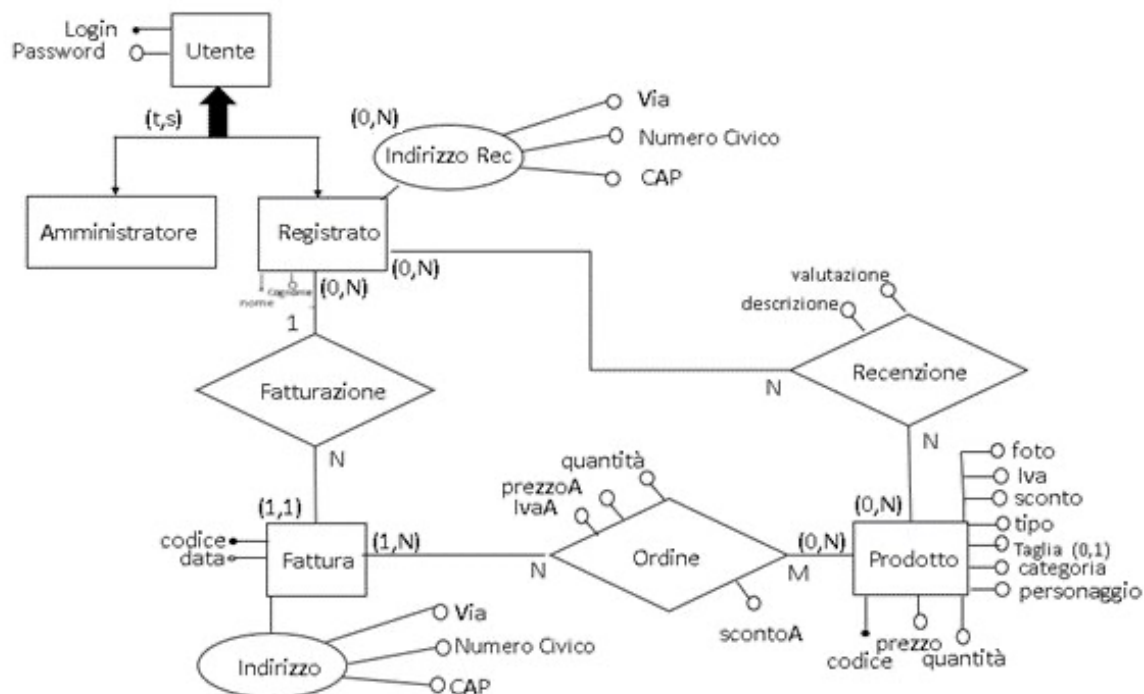 Login
Password
Utente
(t,s)
(0,N)
Via
Numero Civico
CAP
Indirizzo Rec
Amministratore
Registrato
(0,N)
(0,N)
nome
Cognome
1
valutazione
descrizione
Fatturazione
Recenzione
N
N
N
quantità
prezzoA
IvaA
foto
Iva
sconto
tipo
Taglia (0,1)
categoria
personaggio
(1,1)
(0,N)
codice
data
Fattura
(1,N)
N
Ordine
(0,N)
M
Prodotto
scontoA
codice
prezzo
quantità
Indirizzo
Via
Numero Civico
CAP